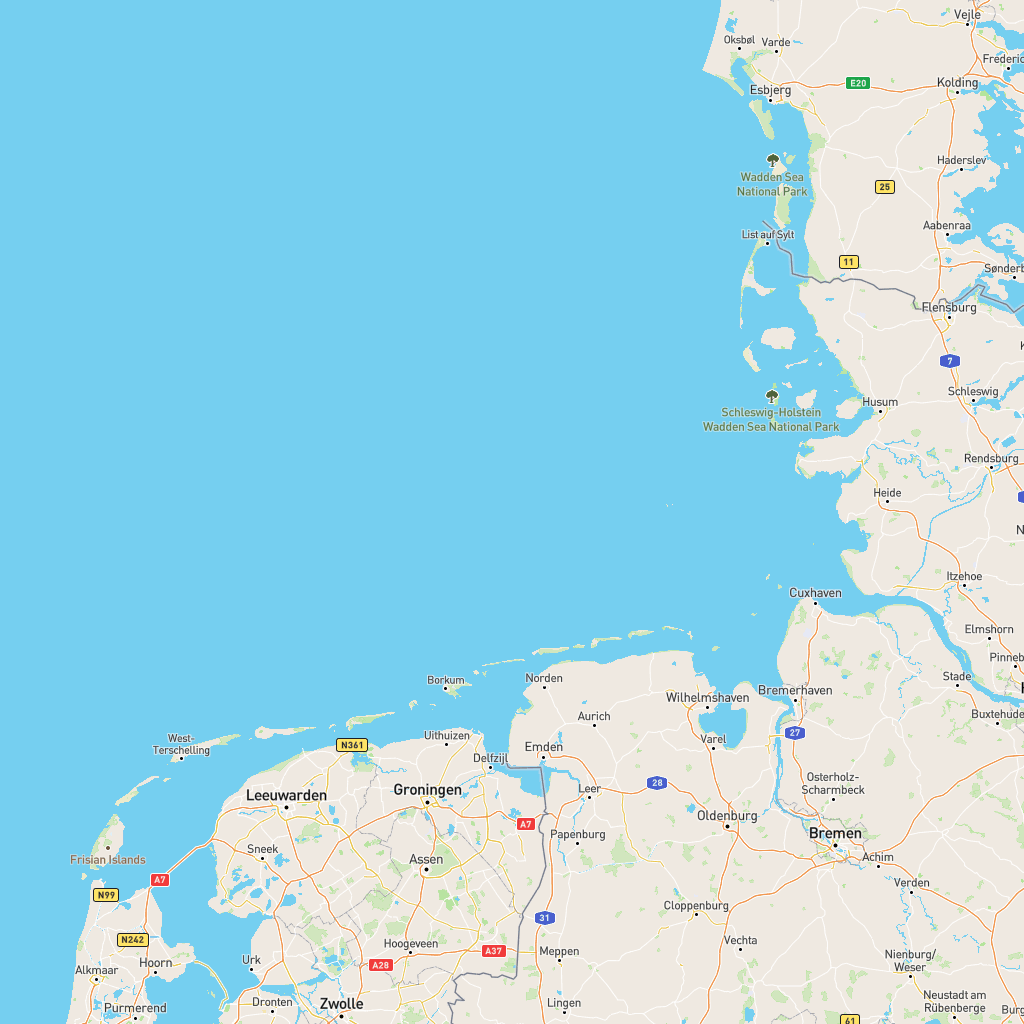 Vejle
Oksbøl
Varde
Frederic
E20
Kolding
Esbjerg
Haderslev
Wadden Sea
National Park
25
Aabenraa
List auf Sylt
11
Sønderb
Flensburg
7
Schleswig
Husum
Schleswig-Holstein
Wadden Sea National Park
Rendsburg
Heide
N
Itzehoe
Cuxhaven
Elmshorn
Pinneb
Norden
Borkum
Stade
Wilhelmshaven
Bremerhaven
Buxtehude
Aurich
27
Uithuizen
West-
Terschelling
N361
Varel
Emden
Delfzijl
28
Osterholz-
Scharmbeck
Leeuwarden
Groningen
Leer
Oldenburg
A7
Papenburg
Bremen
Sneek
Frisian Islands
Assen
Achim
A7
Verden
N99
Cloppenburg
31
N242
Hoogeveen
Vechta
A37
Meppen
Nienburg/
Weser
Urk
Hoorn
A28
Alkmaar
Dronten
Zwolle
Lingen
Neustadt am
Rübenberge
Purmerend
Burg
61